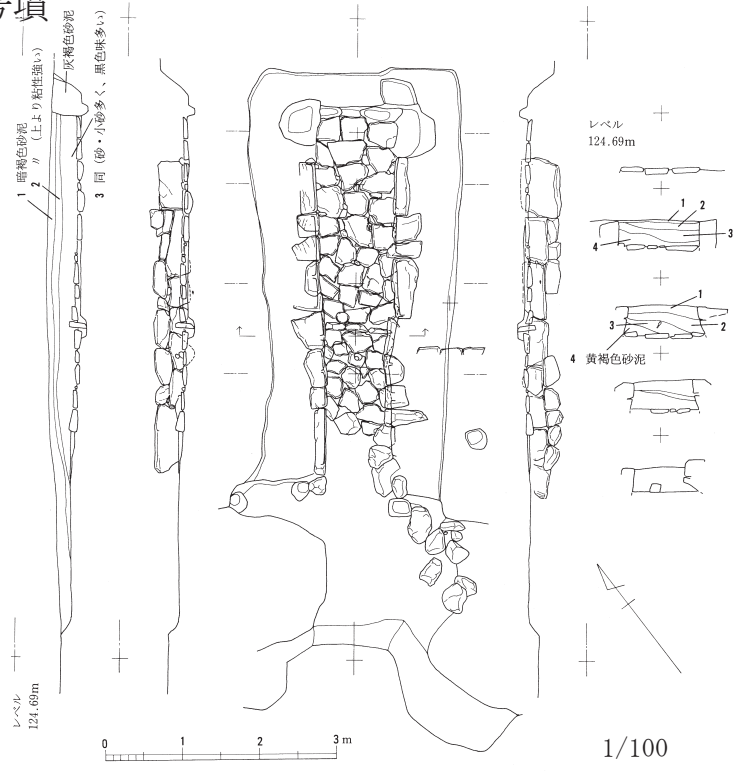 号墳
1 暗褐色砂泥
2 〃 (上より粘性強い)
灰褐色砂泥
3 同 (砂・小砂多く、黒色味多い)
レベル
124.69m
1
2
3
4
1
2
3
4 黄褐色砂泥
レベル
124.69m
0 1 2 3 m
1/100